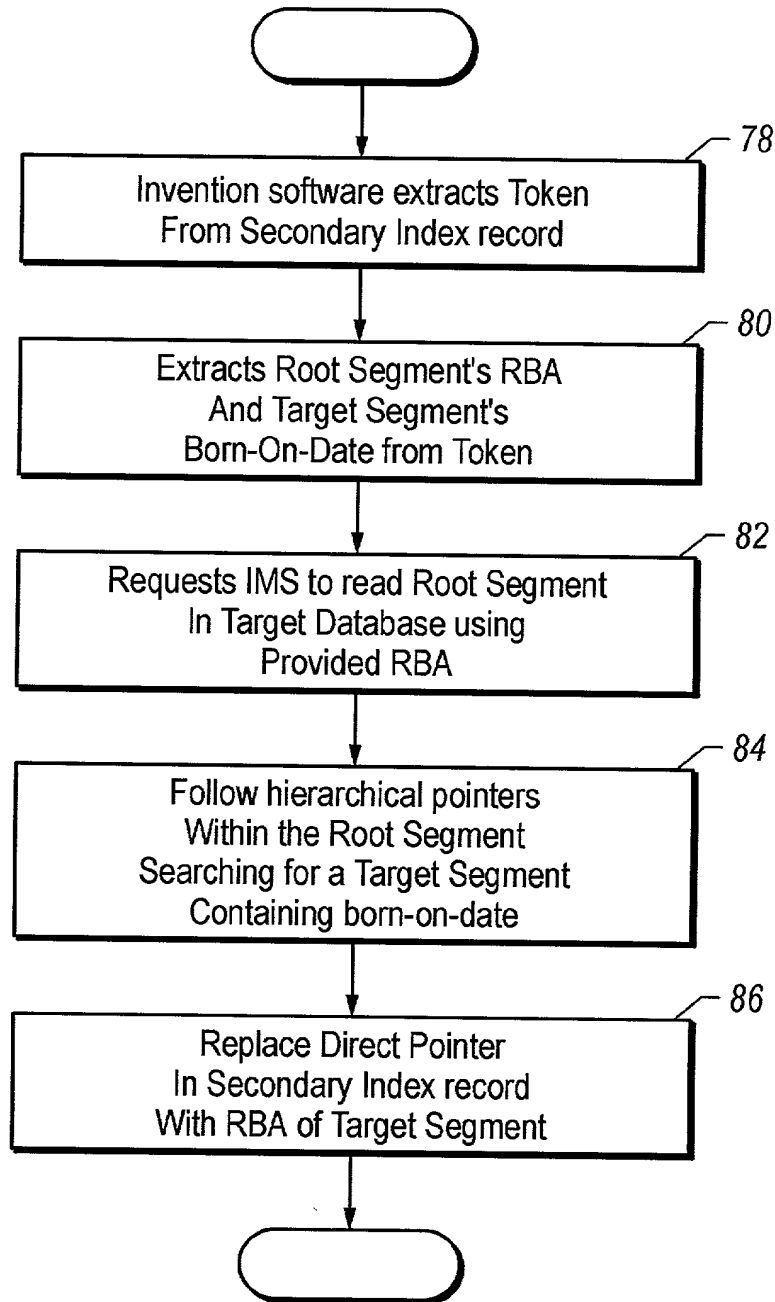 78
Invention software extracts Token
From Secondary Index record
80
Extracts Root Segment's RBA
And Target Segment's
Born-On-Date from Token
82
Requests IMS to read Root Segment
In Target Database using
Provided RBA
84
Follow hierarchical pointers
Within the Root Segment
Searching for a Target Segment
Containing born-on-date
86
Replace Direct Pointer
In Secondary Index record
With RBA of Target Segment